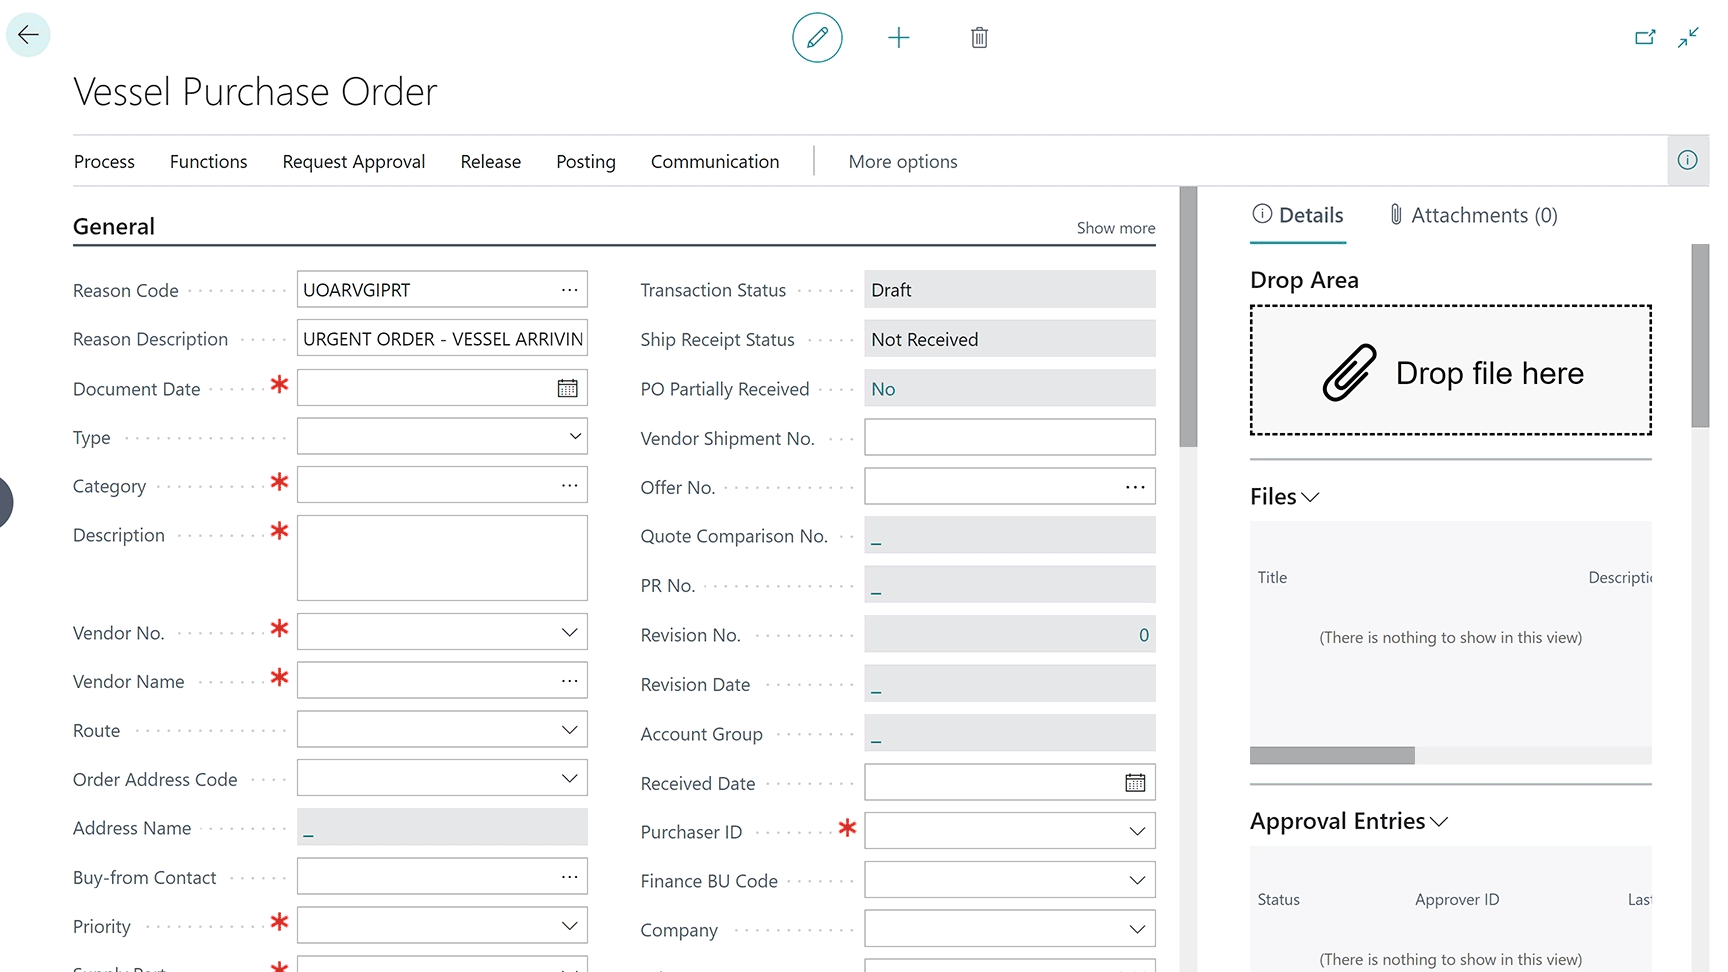 Vessel Purchase Order
Process Functions Request Approval Release Posting Communication More options
General Show more
Reason Code UOARVGIPRT
Reason Description URGENT ORDER - VESSEL ARRIVIN
Document Date
Type
Category
Description
Vendor No.
Vendor Name
Route
Order Address Code
Address Name _
Buy-from Contact
Priority
Transaction Status Draft
Ship Receipt Status Not Received
PO Partially Received No
Vendor Shipment No.
Offer No.
Quote Comparison No. _
PR No. _
Revision No. 0
Revision Date _
Account Group _
Received Date
Purchaser ID
Finance BU Code
Company
Details Attachments (0)
Drop Area
Drop file here
Files
Title Descriptio
(There is nothing to show in this view)
Approval Entries
Status Approver ID Last
(There is nothing to show in this view)